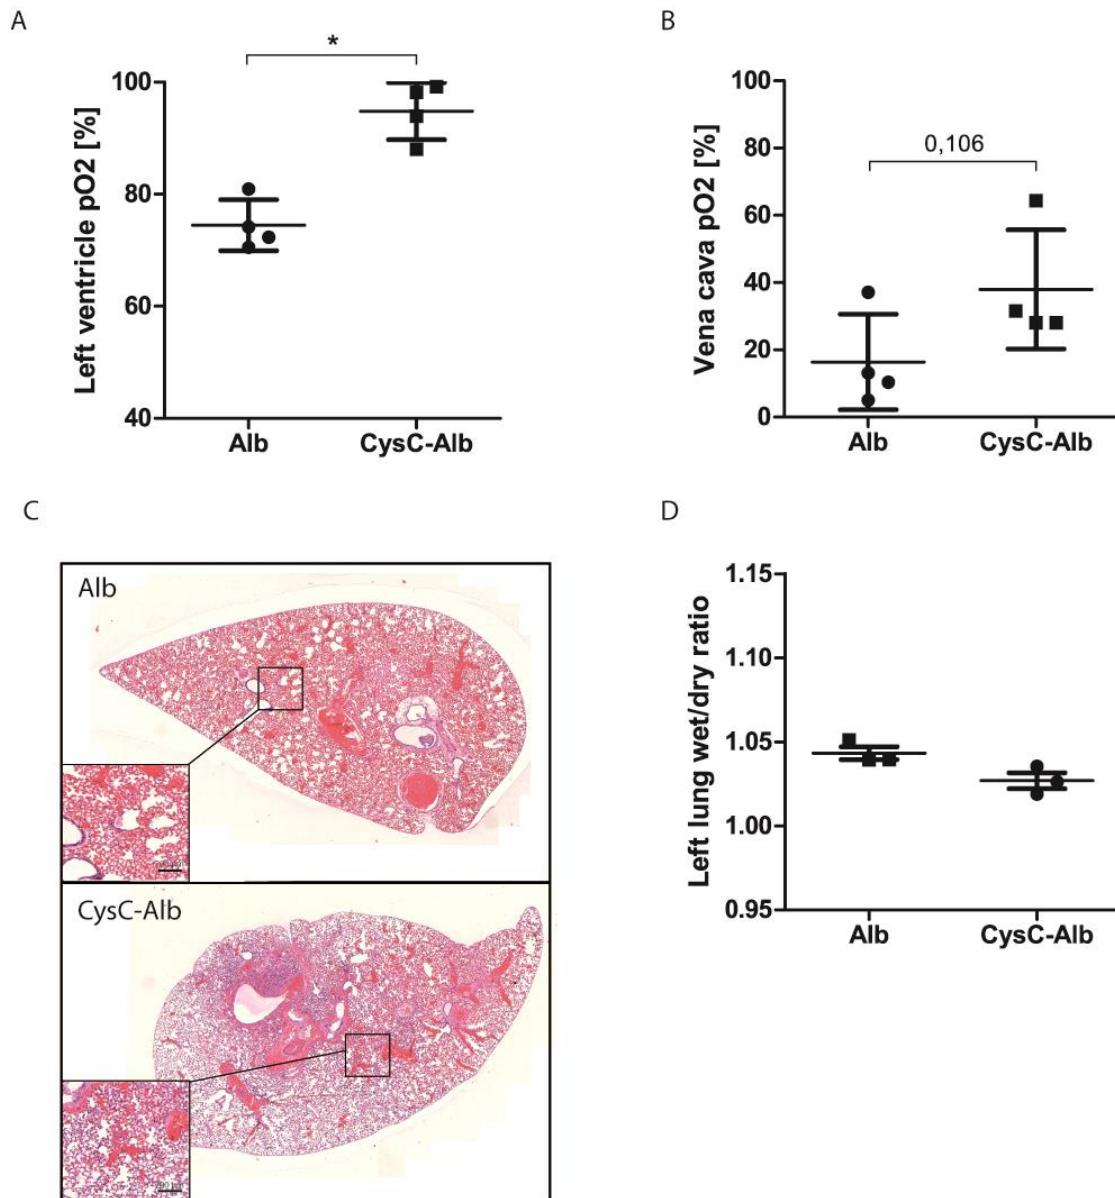 A
*
Left ventricle pO2 [%]
100
80
60
40
Alb
CysC-Alb
B
0,106
Vena cava pO2 [%]
100
80
60
40
20
0
Alb
CysC-Alb
C
Alb
CysC-Alb
D
Left lung wet/dry ratio
1.15
1.10
1.05
1.00
0.95
Alb
CysC-Alb